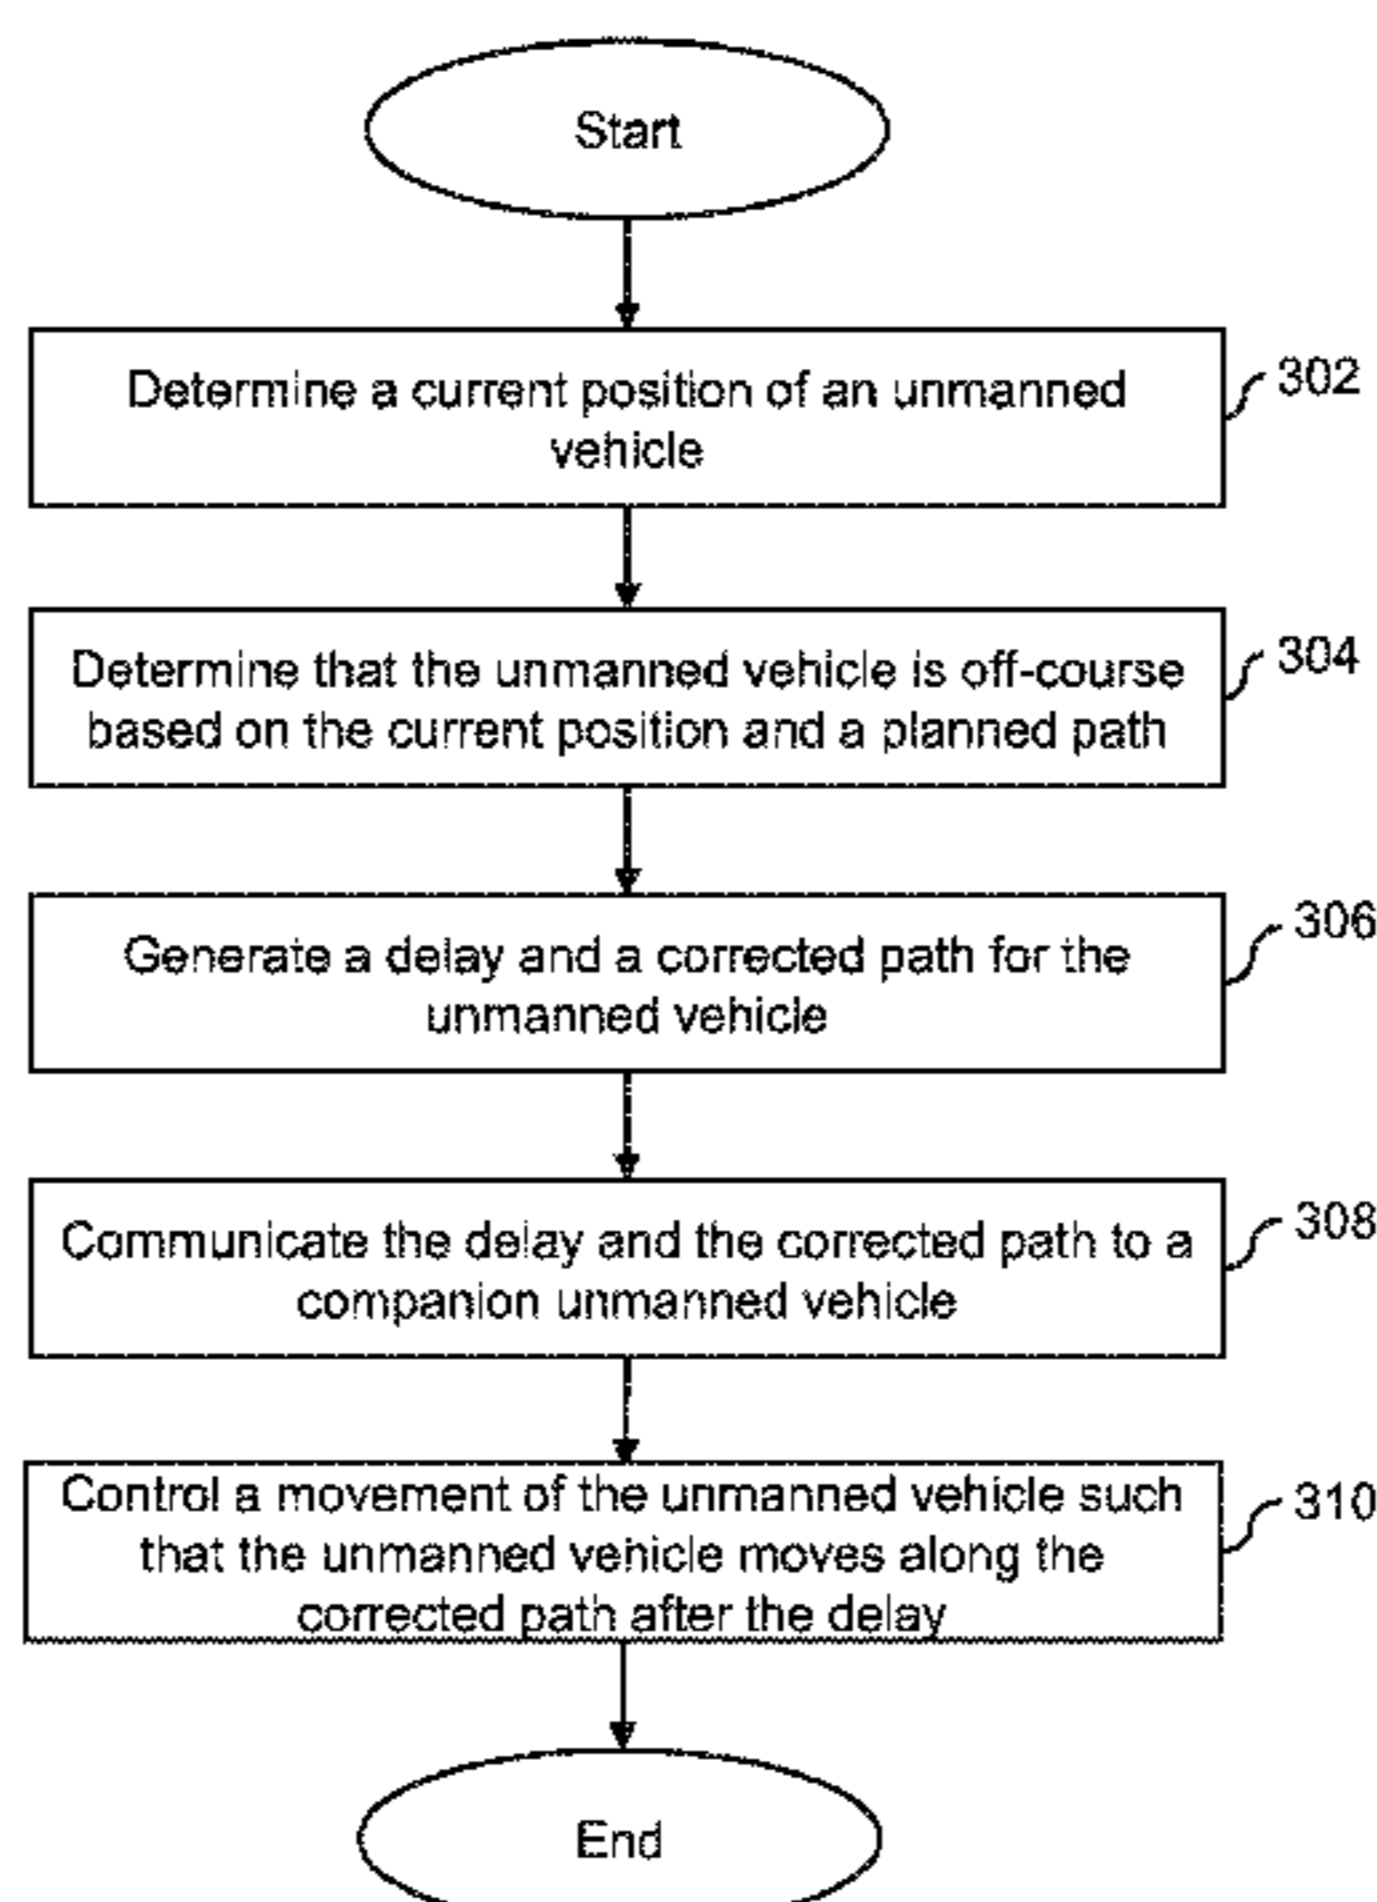 Start
Determine a current position of an unmanned
vehicle
302
Determine that the unmanned vehicle is off-course
based on the current position and a planned path
304
Generate a delay and a corrected path for the
unmanned vehicle
306
Communicate the delay and the corrected path to a
companion unmanned vehicle
308
Control a movement of the unmanned vehicle such
that the unmanned vehicle moves along the
corrected path after the delay
310
End